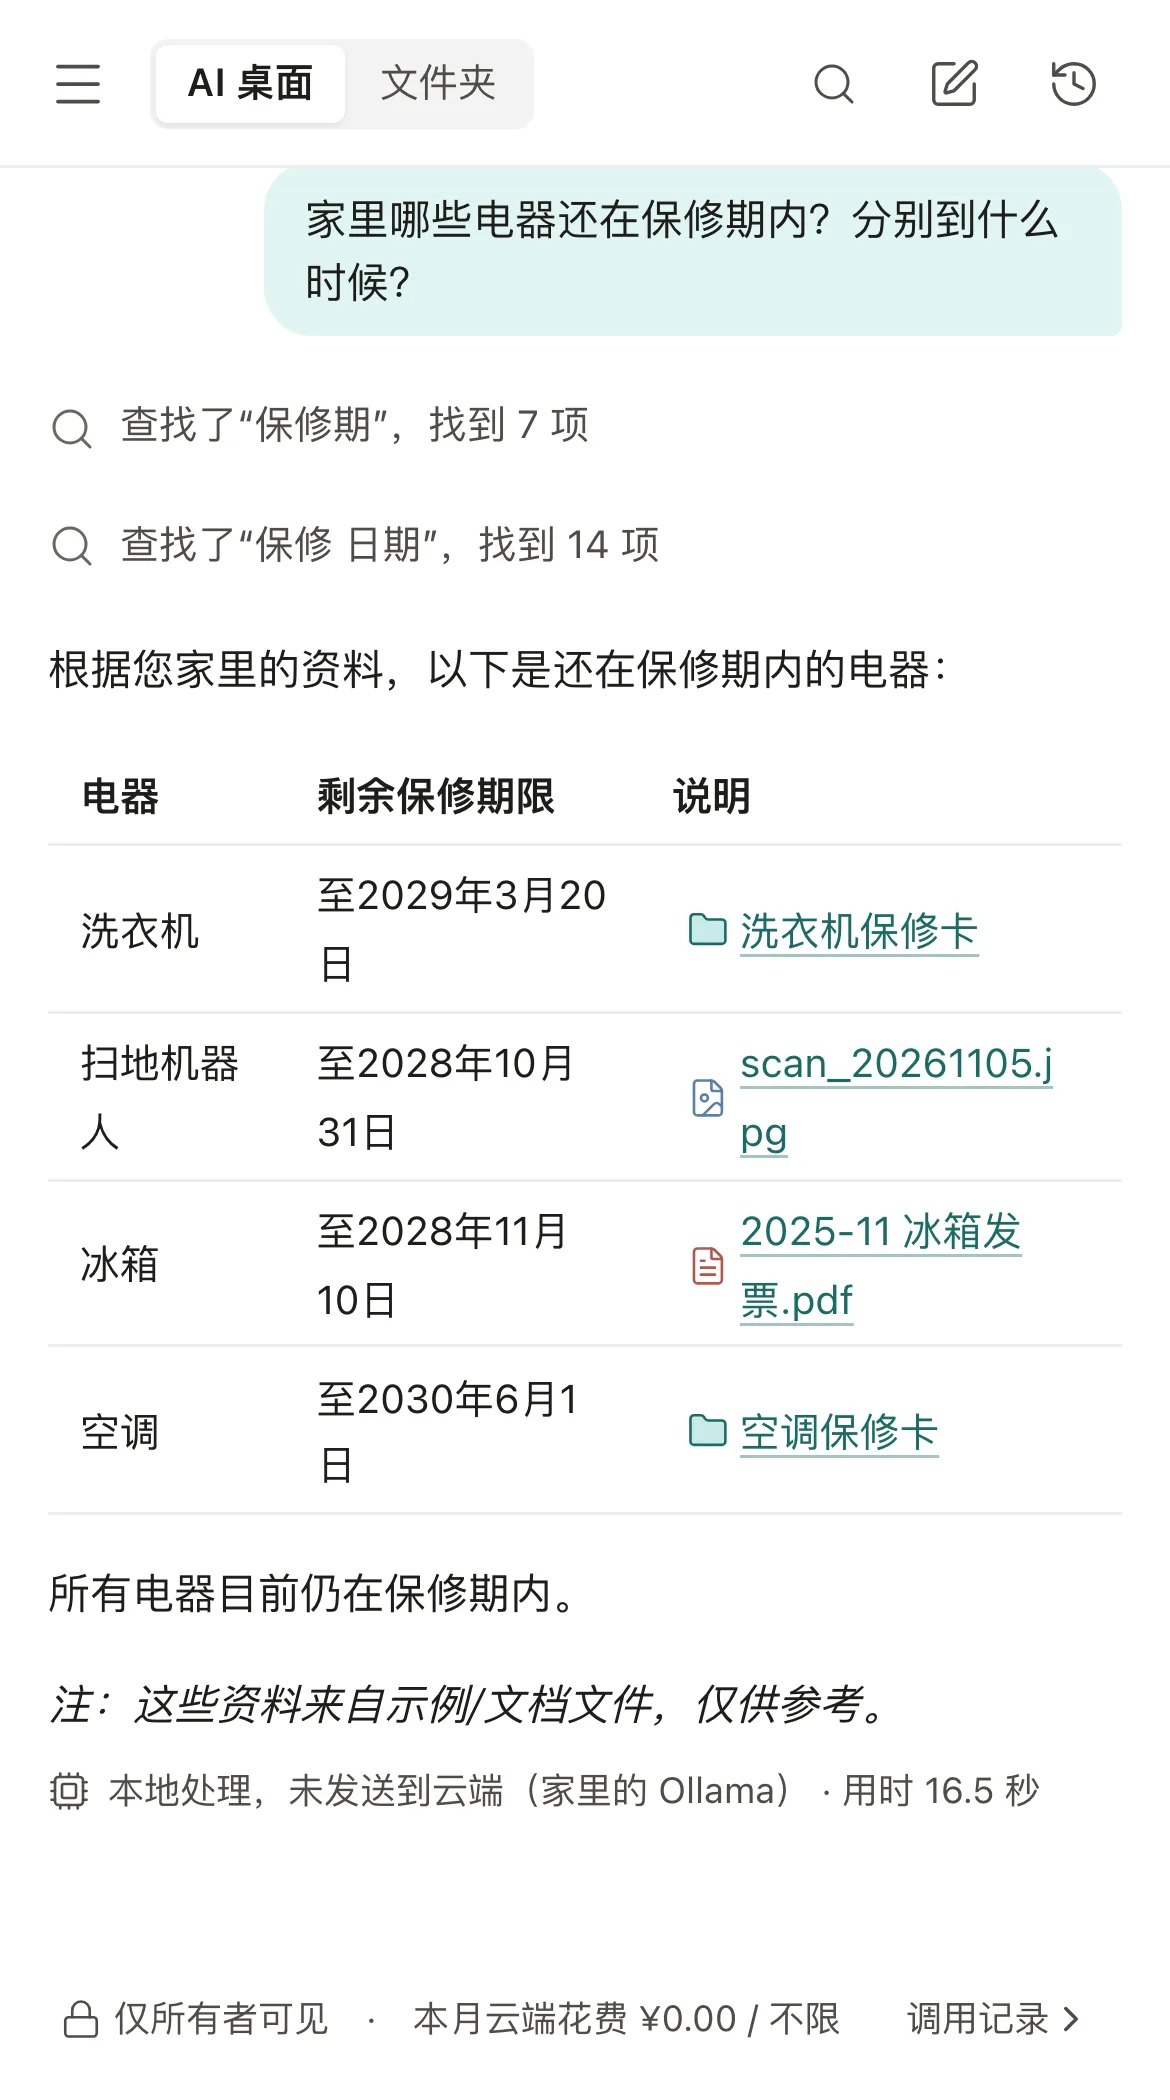 AI 桌面
文件夹
家里哪些电器还在保修期内？分别到什么
时候？
查找了“保修期”，找到 7 项
查找了“保修 日期”，找到 14 项
根据您家里的资料，以下是还在保修期内的电器：
电器 剩余保修期限 说明
洗衣机 至2029年3月20
日
洗衣机保修卡
扫地机器
人
至2028年10月
31日
scan_20261105.j
pg
冰箱
至2028年11月
10日
2025-11 冰箱发
票.pdf
空调
至2030年6月1
日
空调保修卡
所有电器目前仍在保修期内。
注：这些资料来自示例/文档文件，仅供参考。
本地处理，未发送到云端（家里的 Ollama） · 用时 16.5 秒
仅所有者可见 · 本月云端花费 ¥0.00 / 不限 调用记录